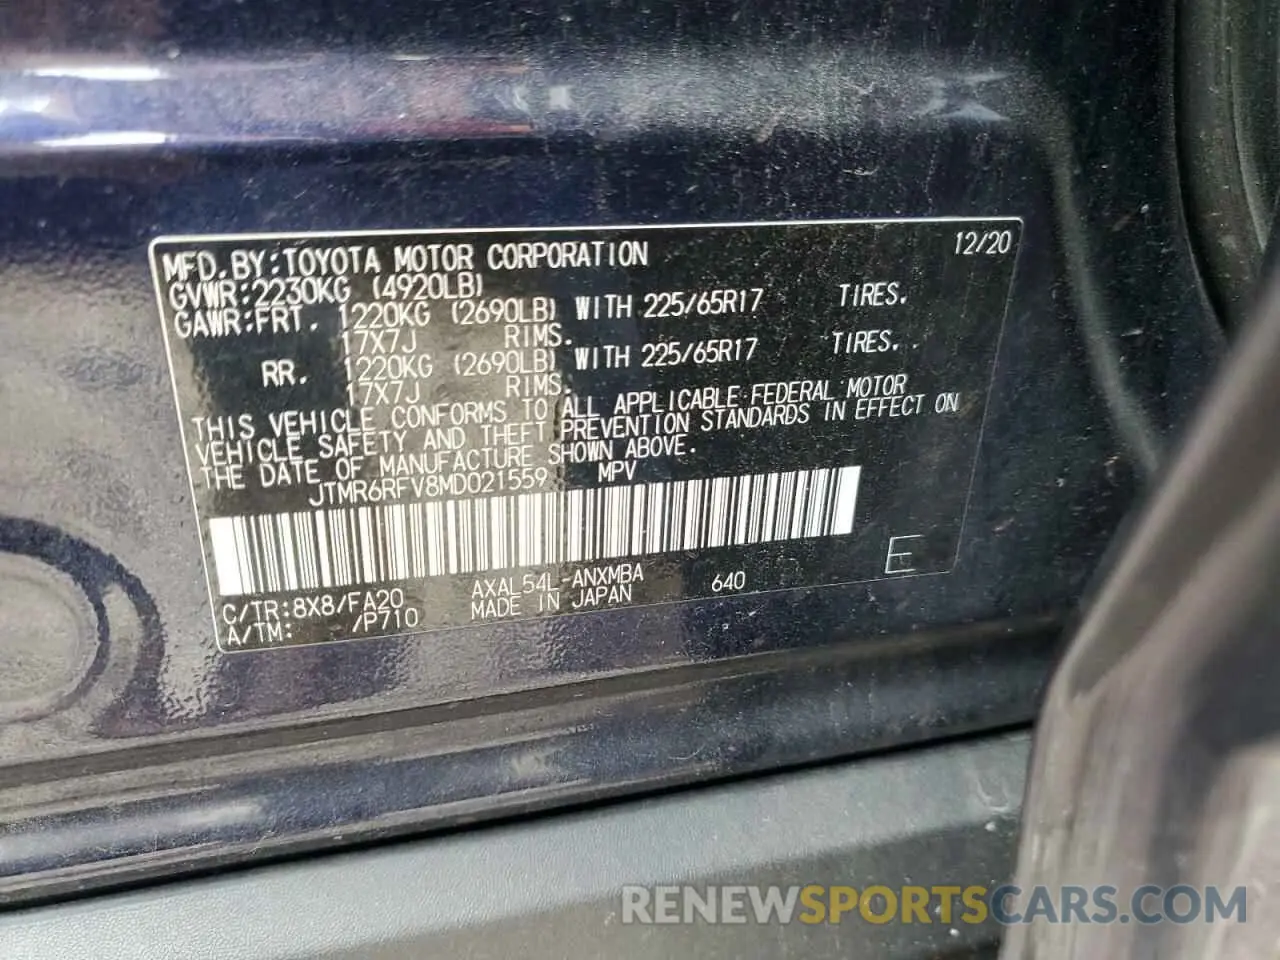 MFD.BY:TOYOTA MOTOR CORPORATION 12/20
GVWR:2230KG (4920LB)
GAWR:FRT. 1220KG (2690LB) WITH 225/65R17 TIRES.
17X7J RIMS.
RR. 1220KG (2690LB) WITH 225/65R17 TIRES.
17X7J RIMS.
THIS VEHICLE CONFORMS TO ALL APPLICABLE FEDERAL MOTOR
VEHICLE SAFETY AND THEFT PREVENTION STANDARDS IN EFFECT ON
THE DATE OF MANUFACTURE SHOWN ABOVE.
JTMR6RFV8MD021559 MPV
C/TR:8X8/FA20 AXAL54L-ANXMBA 640 E
A/TM: /P710 MADE IN JAPAN
RENEWSPORTSCARS.COM